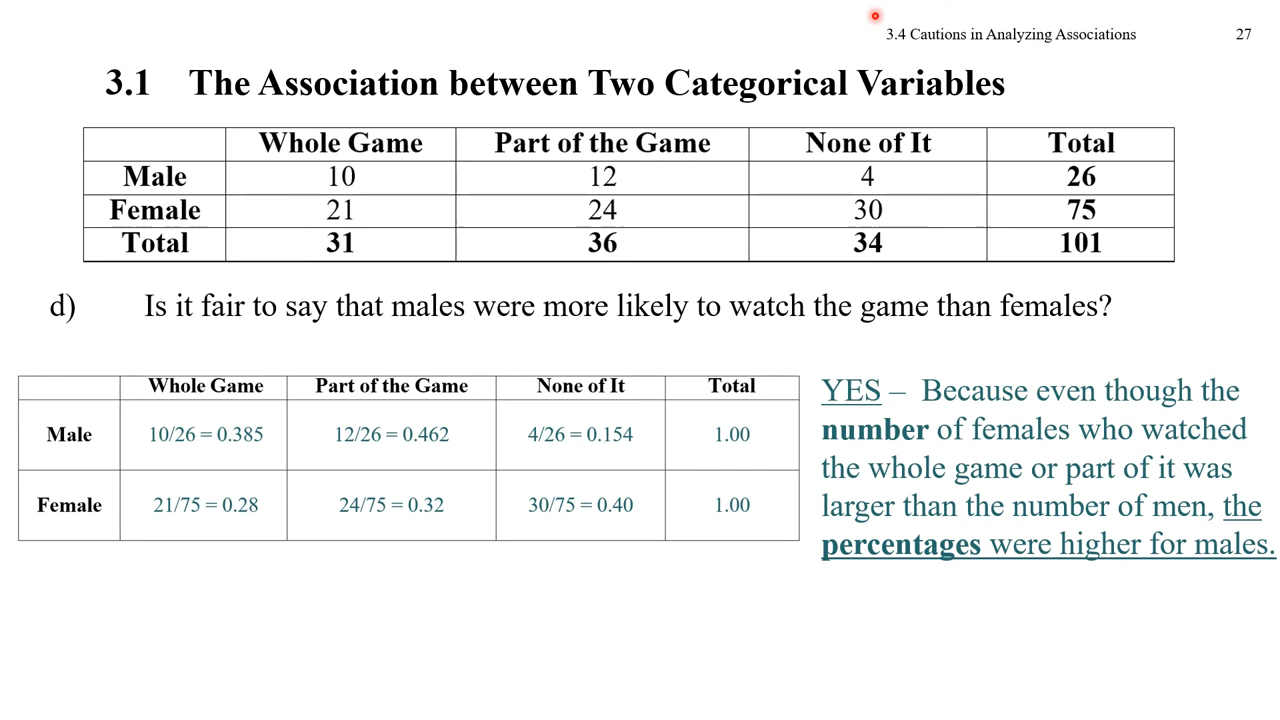 3.4 Cautions in Analyzing Associations 27
3.1 The Association between Two Categorical Variables
Whole Game Part of the Game None of It Total
Male 10 12 4 26
Female 21 24 30 75
Total 31 36 34 101
d) Is it fair to say that males were more likely to watch the game than females?
Whole Game Part of the Game None of It Total
Male 10/26 = 0.385 12/26 = 0.462 4/26 = 0.154 1.00
Female 21/75 = 0.28 24/75 = 0.32 30/75 = 0.40 1.00
YES – Because even though the
number of females who watched
the whole game or part of it was
larger than the number of men, the
percentages were higher for males.